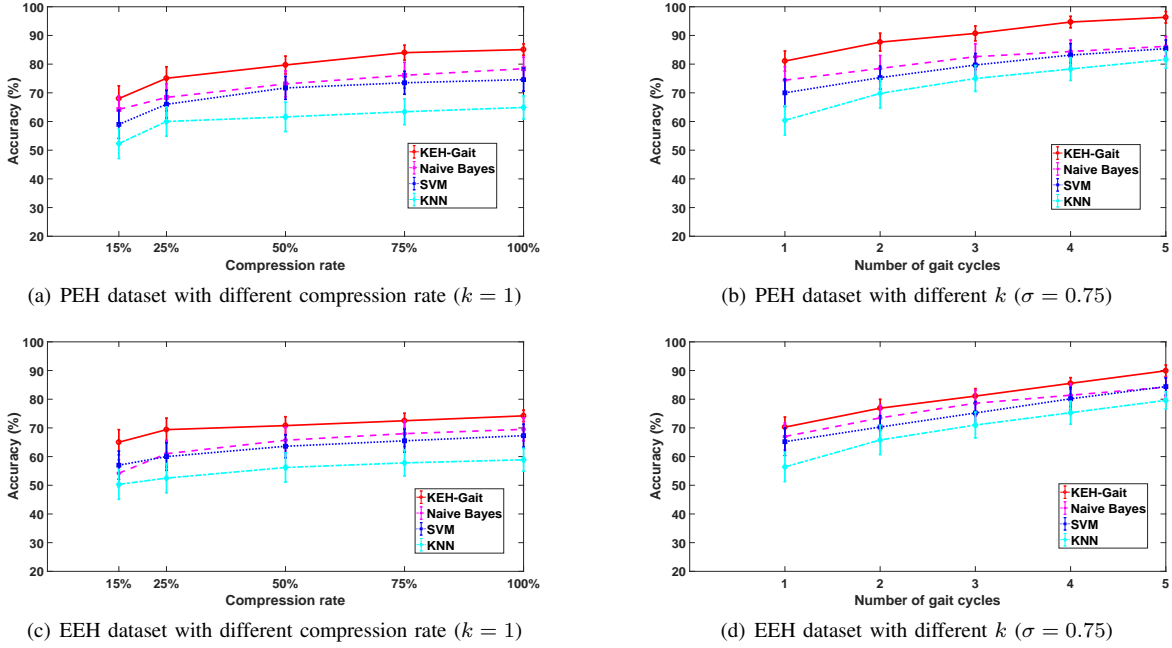 Accuracy (%)
100
90
80
70
60
50
40
30
20
15%
25%
50%
75%
100%
Compression rate
KEH-Gait
Naive Bayes
SVM
KNN
(a) PEH dataset with different compression rate (k = 1)
Accuracy (%)
100
90
80
70
60
50
40
30
20
1
2
3
4
5
Number of gait cycles
KEH-Gait
Naive Bayes
SVM
KNN
(b) PEH dataset with different k (σ = 0.75)
Accuracy (%)
100
90
80
70
60
50
40
30
20
15%
25%
50%
75%
100%
Compression rate
KEH-Gait
Naive Bayes
SVM
KNN
(c) EEH dataset with different compression rate (k = 1)
Accuracy (%)
100
90
80
70
60
50
40
30
20
1
2
3
4
5
Number of gait cycles
KEH-Gait
Naive Bayes
SVM
KNN
(d) EEH dataset with different k (σ = 0.75)